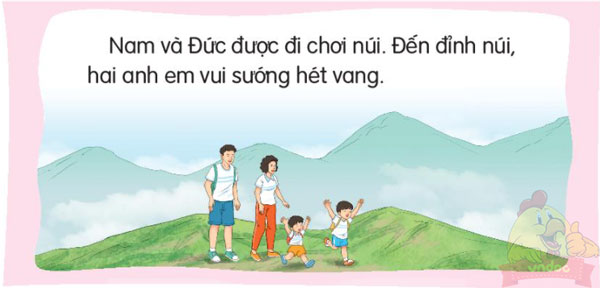 Nam và Đức được đi chơi núi. Đến đỉnh núi,
hai anh em vui sướng hét vang.